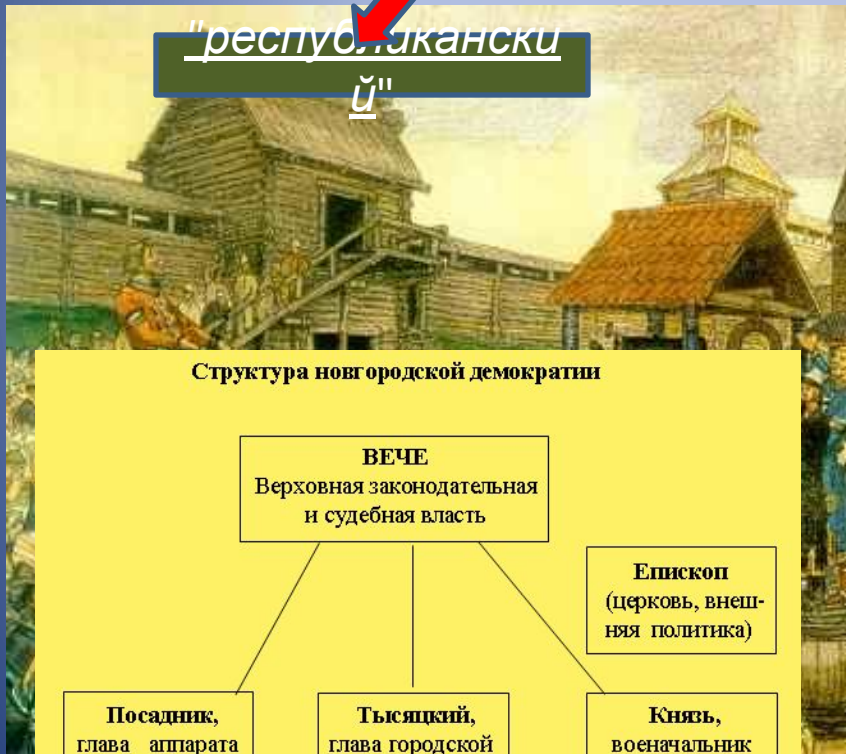 "республикански
й"
Структура новгородской демократии
ВЕЧЕ
Верховная законодательная
и судебная власть
Епископ
(церковь, внеш-
няя политика)
Посадник,
глава аппарата
Тысяцкий,
глава городской
Князь,
военачальник